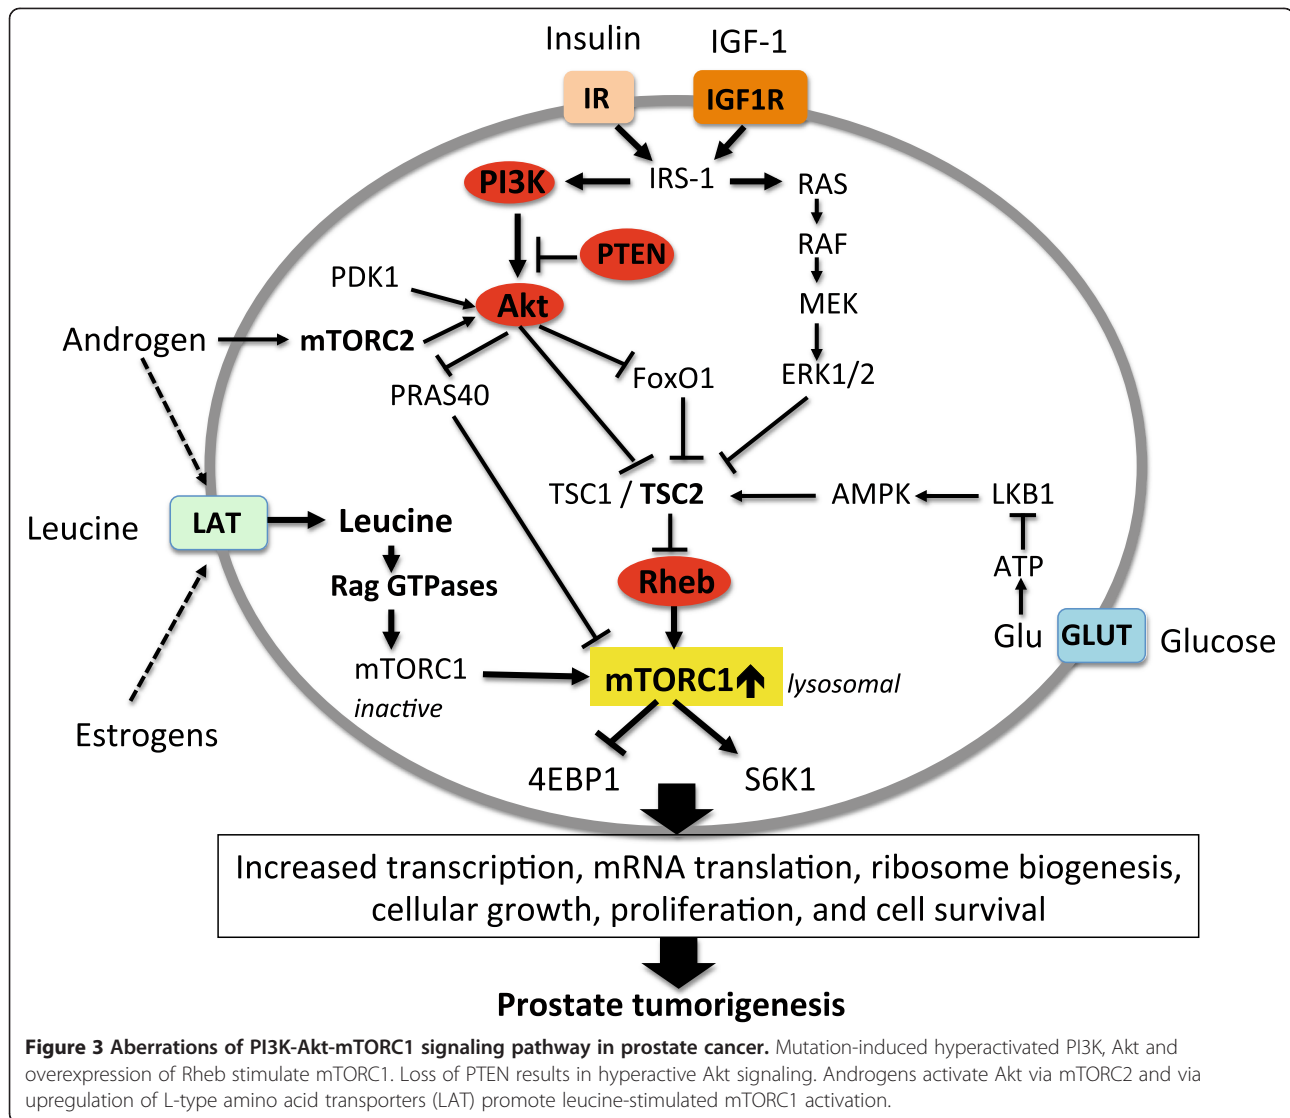 Insulin
IGF-1
IR
IGF1R
PI3K
IRS-1
RAS
PTEN
RAF
PDK1
Akt
MEK
Androgen
mTORC2
PRAS40
FoxO1
ERK1/2
TSC1 / TSC2
AMPK
LKB1
Leucine
LAT
Leucine
ATP
Rag GTPases
Rheb
Glu
GLUT
Glucose
mTORC1
inactive
mTORC1
lysosomal
Estrogens
4EBP1
S6K1
Increased transcription, mRNA translation, ribosome biogenesis,
cellular growth, proliferation, and cell survival
Prostate tumorigenesis
Figure 3 Aberrations of PI3K-Akt-mTORC1 signaling pathway in prostate cancer. Mutation-induced hyperactivated PI3K, Akt and
overexpression of Rheb stimulate mTORC1. Loss of PTEN results in hyperactive Akt signaling. Androgens activate Akt via mTORC2 and via
upregulation of L-type amino acid transporters (LAT) promote leucine-stimulated mTORC1 activation.